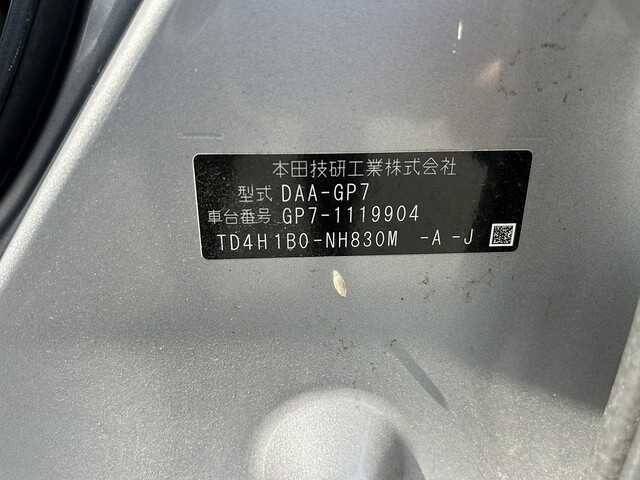 本田技研工業株式会社
型式 DAA-GP7
車台番号 GP7-1119904
TD4H1B0-NH830M -A -J